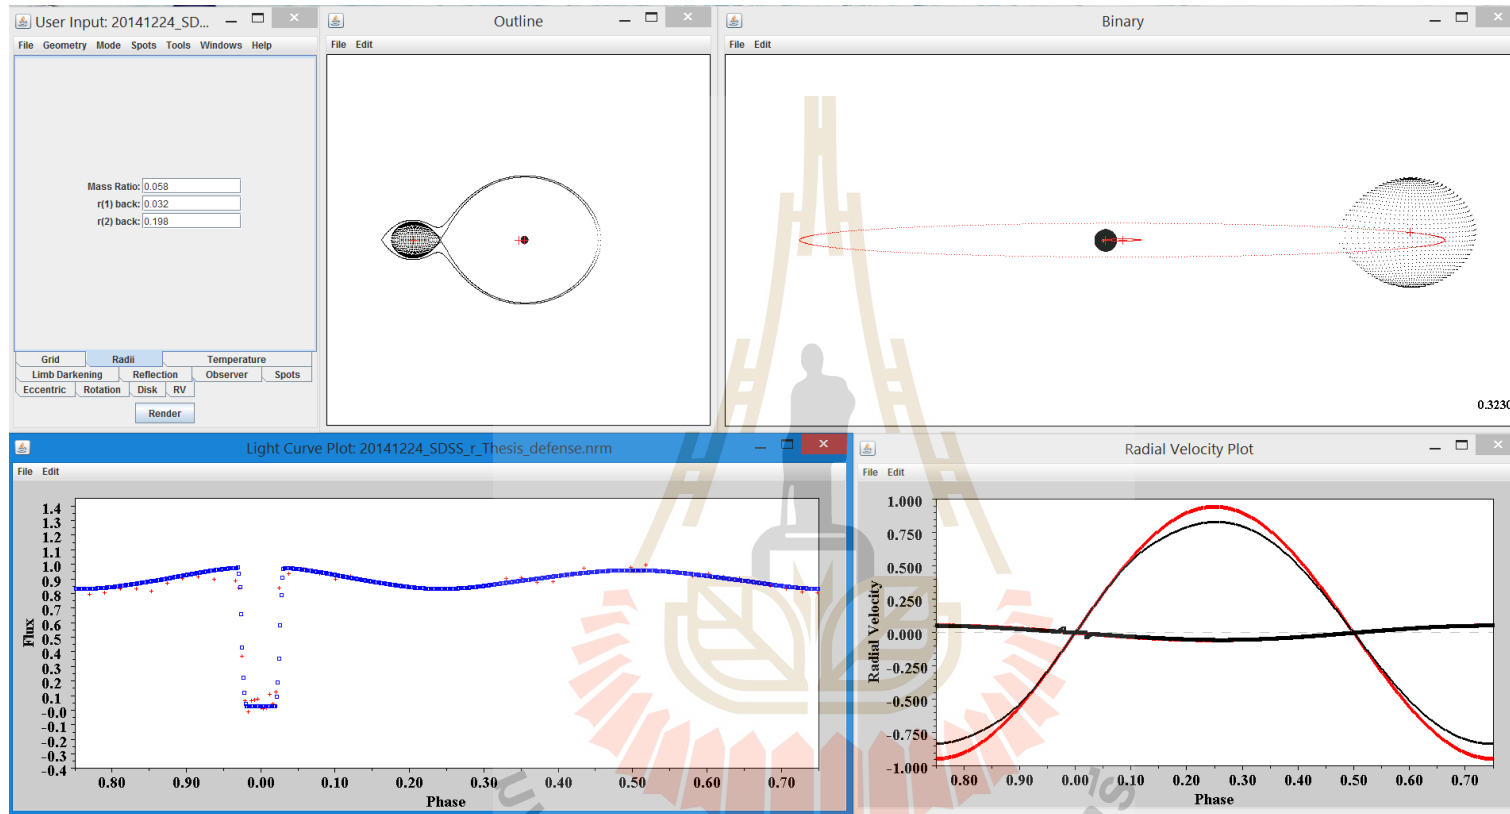 User Input: 20141224_SD...
File Geometry Mode Spots Tools Windows Help
Mass Ratio: 0.058
r(1) back: 0.032
r(2) back: 0.198
Grid Radii Temperature
Limb Darkening Reflection Observer Spots
Eccentric Rotation Disk RV
Render
Outline
File Edit
Binary
File Edit
0.3230
Light Curve Plot: 20141224_SDSS_r_Thesis_defense.nrm
File Edit
Flux
1.4
1.3
1.2
1.1
1.0
0.9
0.8
0.7
0.6
0.5
0.4
0.3
0.2
0.1
-0.0
-0.1
-0.2
-0.3
-0.4
0.80 0.90 0.00 0.10 0.20 0.30 0.40 0.50 0.60 0.70
Phase
Radial Velocity Plot
File Edit
Radial Velocity
1.000
0.750
0.500
0.250
0.000
-0.250
-0.500
-0.750
-1.000
0.80 0.90 0.00 0.10 0.20 0.30 0.40 0.50 0.60 0.70
Phase